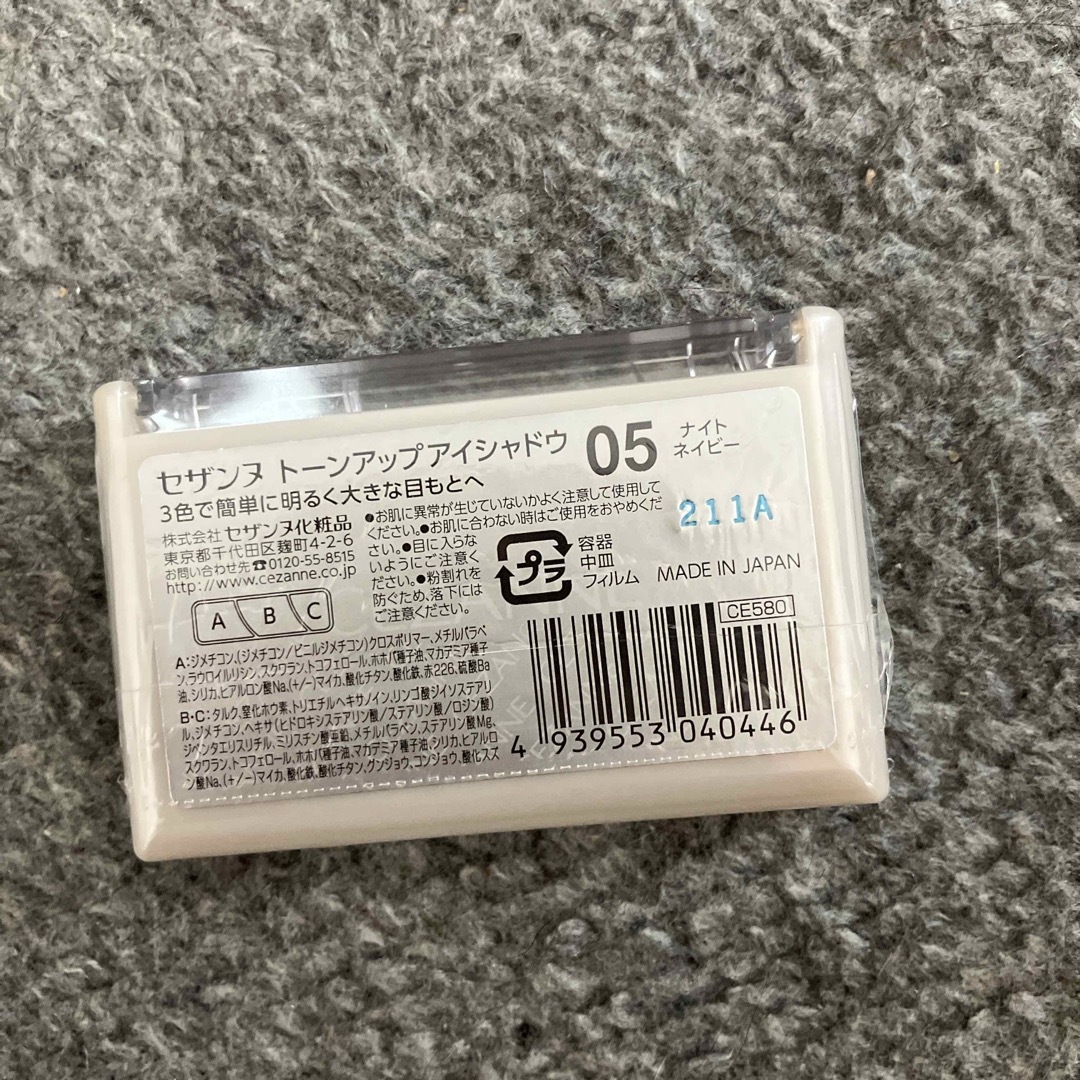 セザンヌ トーンアップアイシャドウ 05 ナイト
ネイビー
3色で簡単に明るく大きな目もとへ
株式会社 セザンヌ化粧品
東京都千代田区麹町4-2-6
お問い合わせ先☎0120-55-8515
http://www.cezanne.co.jp
●お肌に異常が生じていないかよく注意して使用して
ください。●お肌に合わない時はご使用をおやめくだ
さい。●目に入らな
いようにご注意くだ
さい。●粉割れを
防ぐため、落下には
ご注意ください。
211A
プラ
容器
中皿
フィルム
MADE IN JAPAN
A B C
CE580
A:ジメチコン、(ジメチコン/ビニルジメチコン)クロスポリマー、メチルパラベ
ン、ラウロイルリシン、スクワラン、トコフェロール、ホホバ種子油、マカデミア種子
油、シリカ、ヒアルロン酸Na、(+/-)マイカ、酸化チタン、酸化鉄、赤226、硫酸Ba
B・C:タルク、窒化ホウ素、トリエチルヘキサノイン、リンゴ酸ジイソステアリ
ル、ジメチコン、ヘキサ(ヒドロキシステアリン酸/ステアリン酸/ロジン酸)
ジペンタエリスリチル、ミリスチン酸亜鉛、メチルパラベン、ステアリン酸Mg、
スクワラン、トコフェロール、ホホバ種子油、マカデミア種子油、シリカ、ヒアルロ
ン酸Na、(+/-)マイカ、酸化鉄、酸化チタン、グンジョウ、コンジョウ、酸化スズ
4 939553 040446